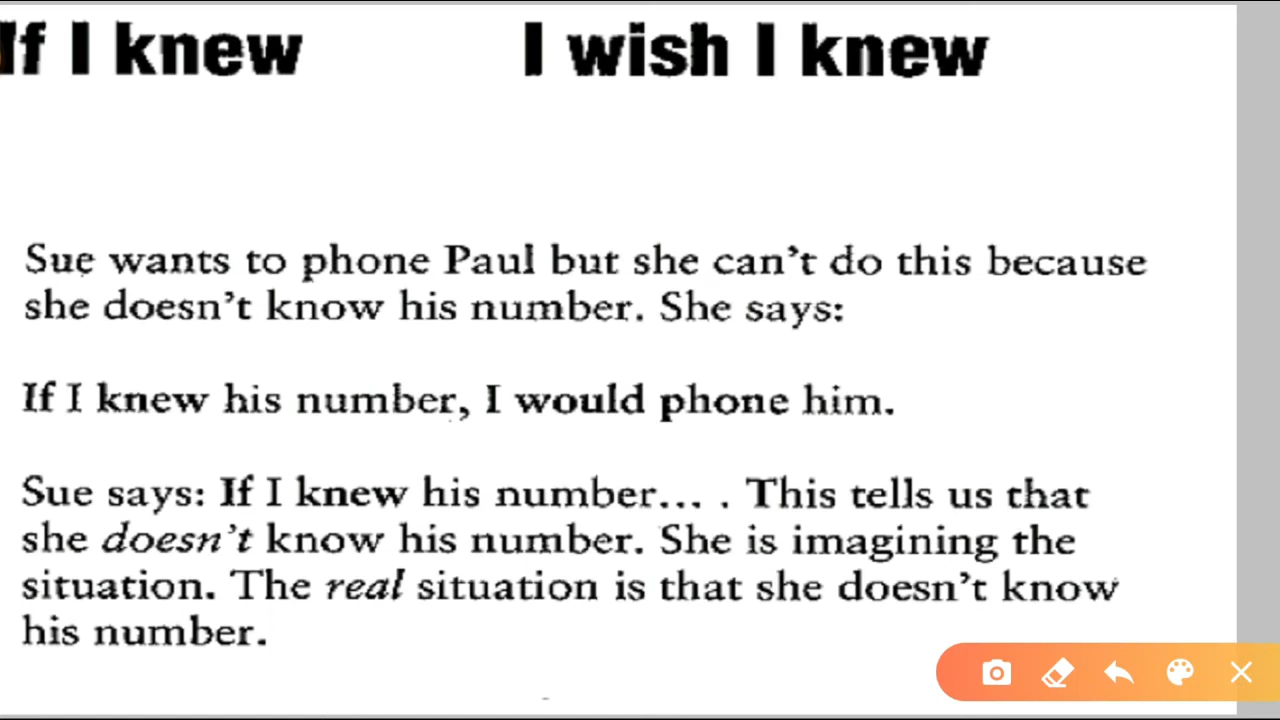 If I knew I wish I knew
Sue wants to phone Paul but she can't do this because
she doesn't know his number. She says:
If I knew his number, I would phone him.
Sue says: If I knew his number... . This tells us that
she doesn't know his number. She is imagining the
situation. The real situation is that she doesn't know
his number.